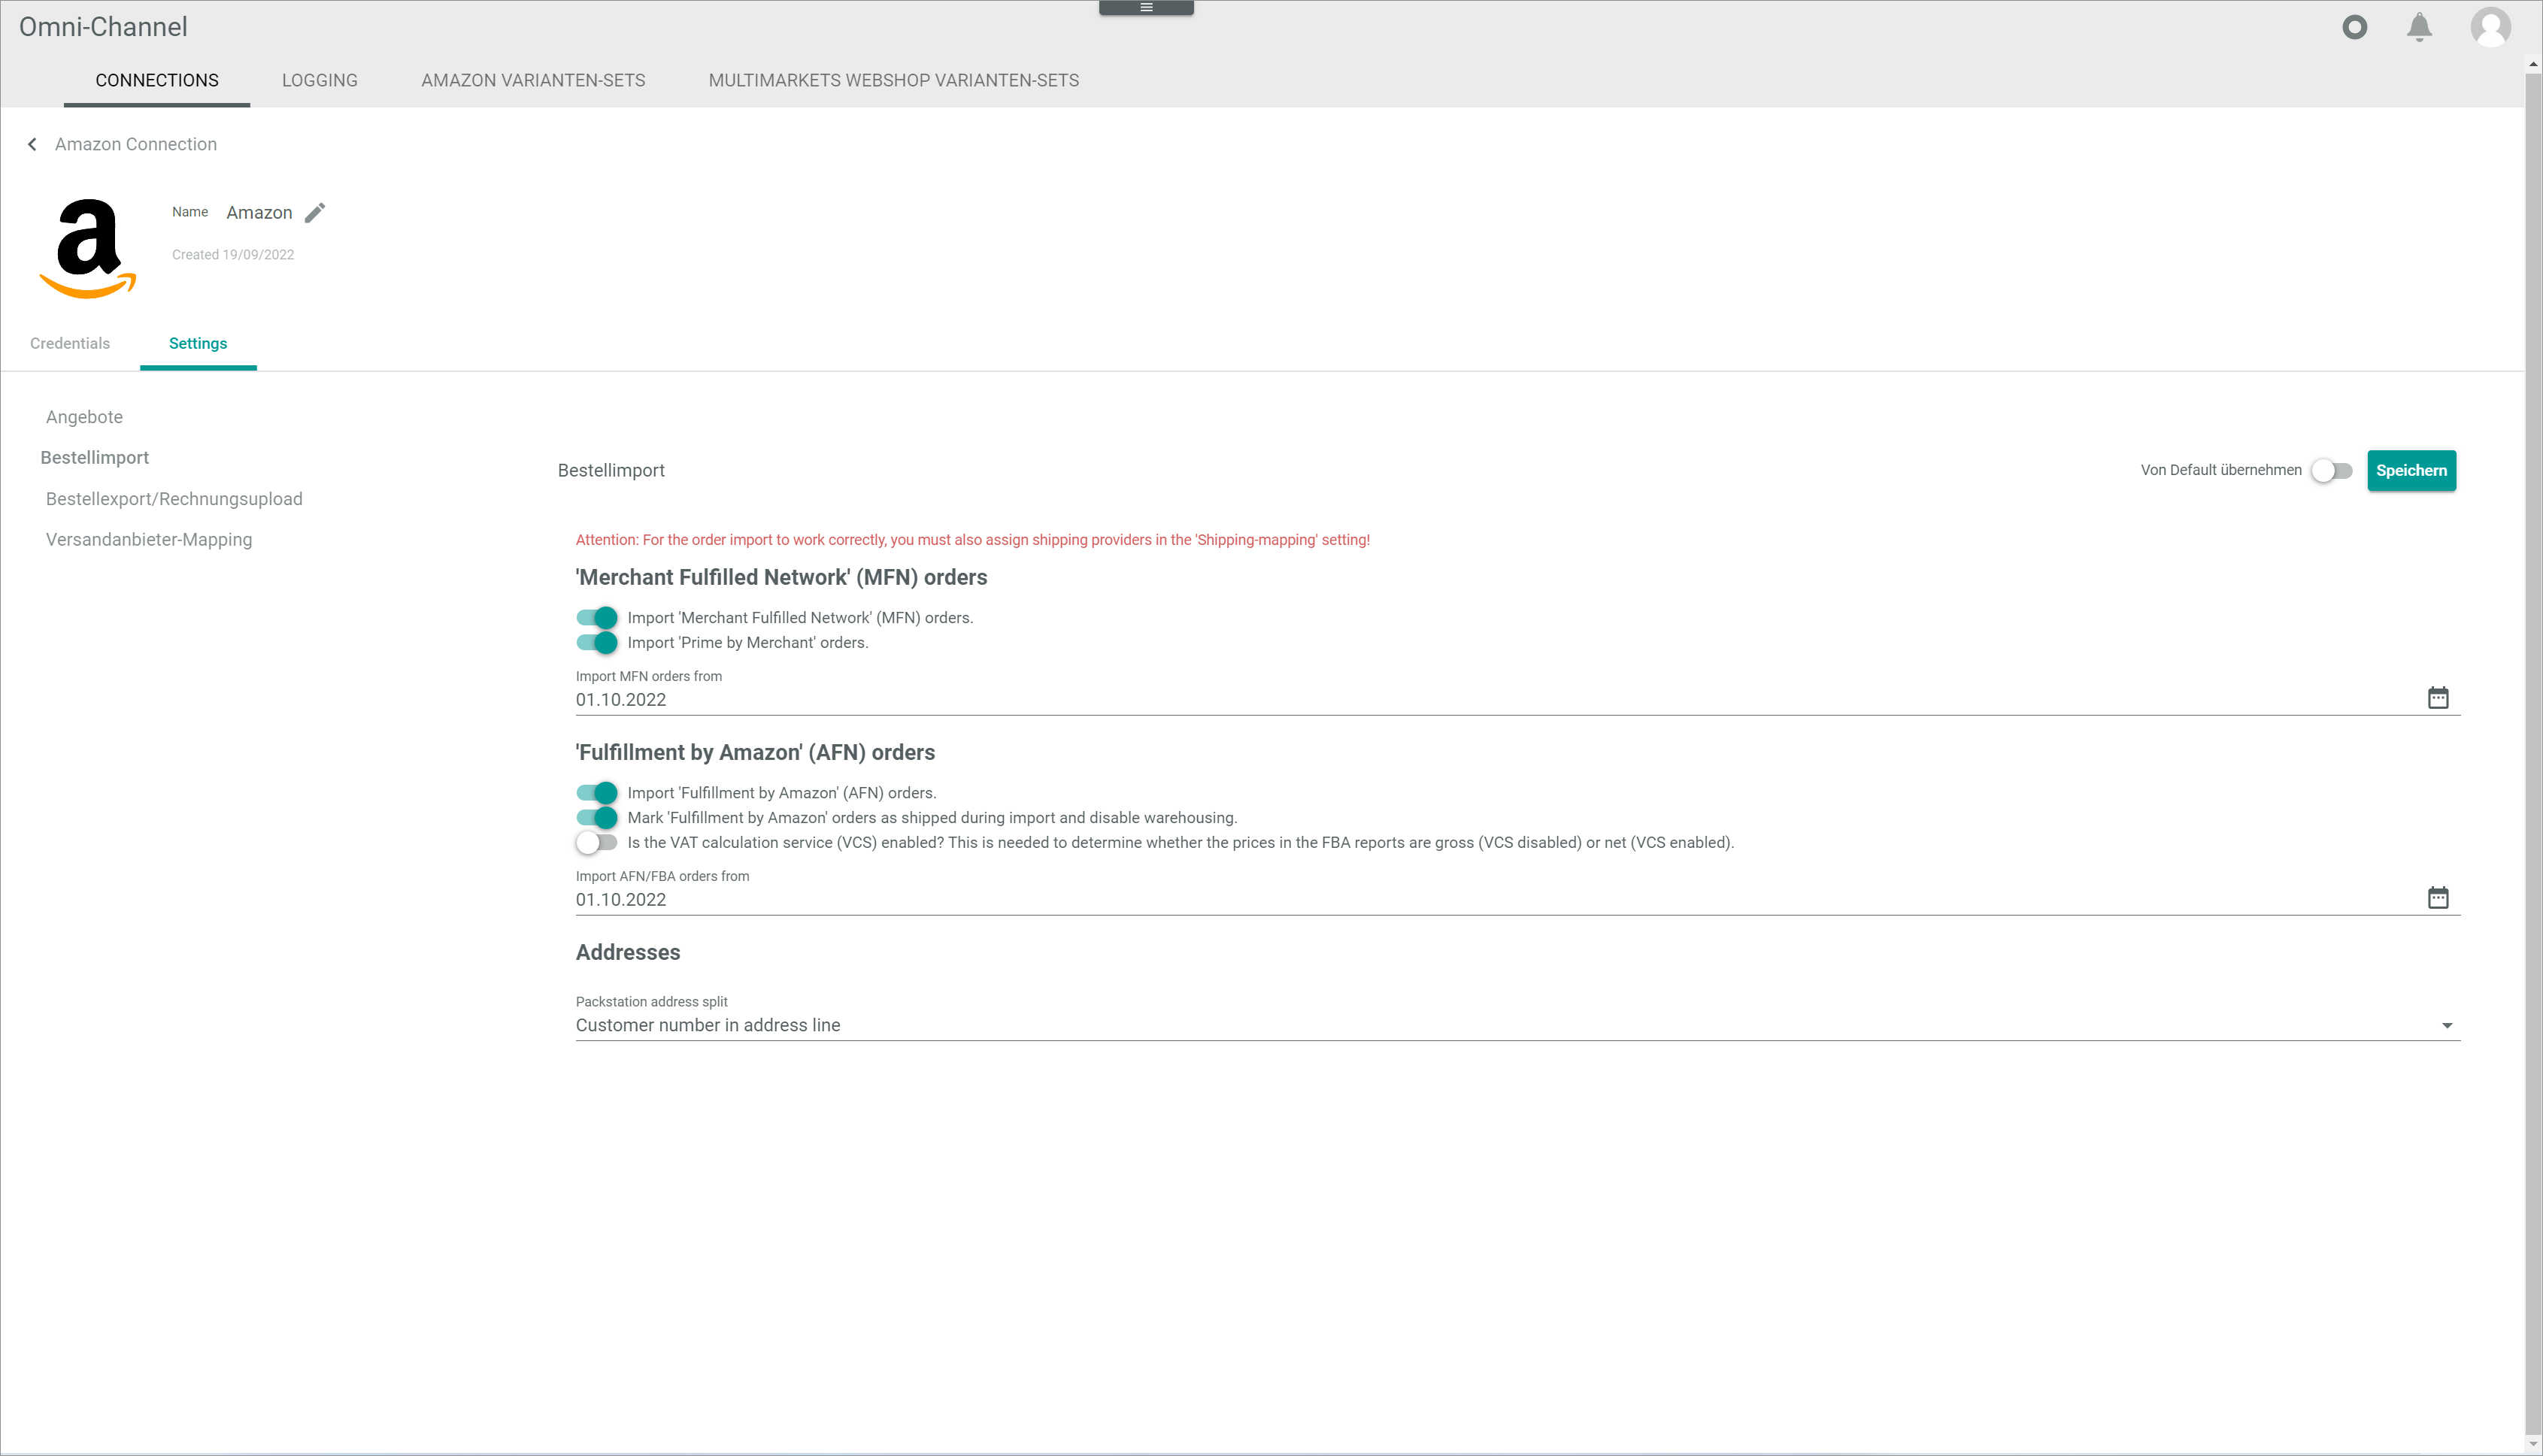 Omni-Channel
CONNECTIONS LOGGING AMAZON VARIANTEN-SETS MULTIMARKETS WEBSHOP VARIANTEN-SETS
Amazon Connection
Name Amazon
Created 19/09/2022
Credentials Settings
Angebote
Bestellimport
Bestellexport/Rechnungsupload
Versandanbieter-Mapping
Bestellimport Von Default übernehmen Speichern
Attention: For the order import to work correctly, you must also assign shipping providers in the 'Shipping-mapping' setting!
'Merchant Fulfilled Network' (MFN) orders
Import 'Merchant Fulfilled Network' (MFN) orders.
Import 'Prime by Merchant' orders.
Import MFN orders from
01.10.2022
'Fulfillment by Amazon' (AFN) orders
Import 'Fulfillment by Amazon' (AFN) orders.
Mark 'Fulfillment by Amazon' orders as shipped during import and disable warehousing.
Is the VAT calculation service (VCS) enabled? This is needed to determine whether the prices in the FBA reports are gross (VCS disabled) or net (VCS enabled).
Import AFN/FBA orders from
01.10.2022
Addresses
Packstation address split
Customer number in address line